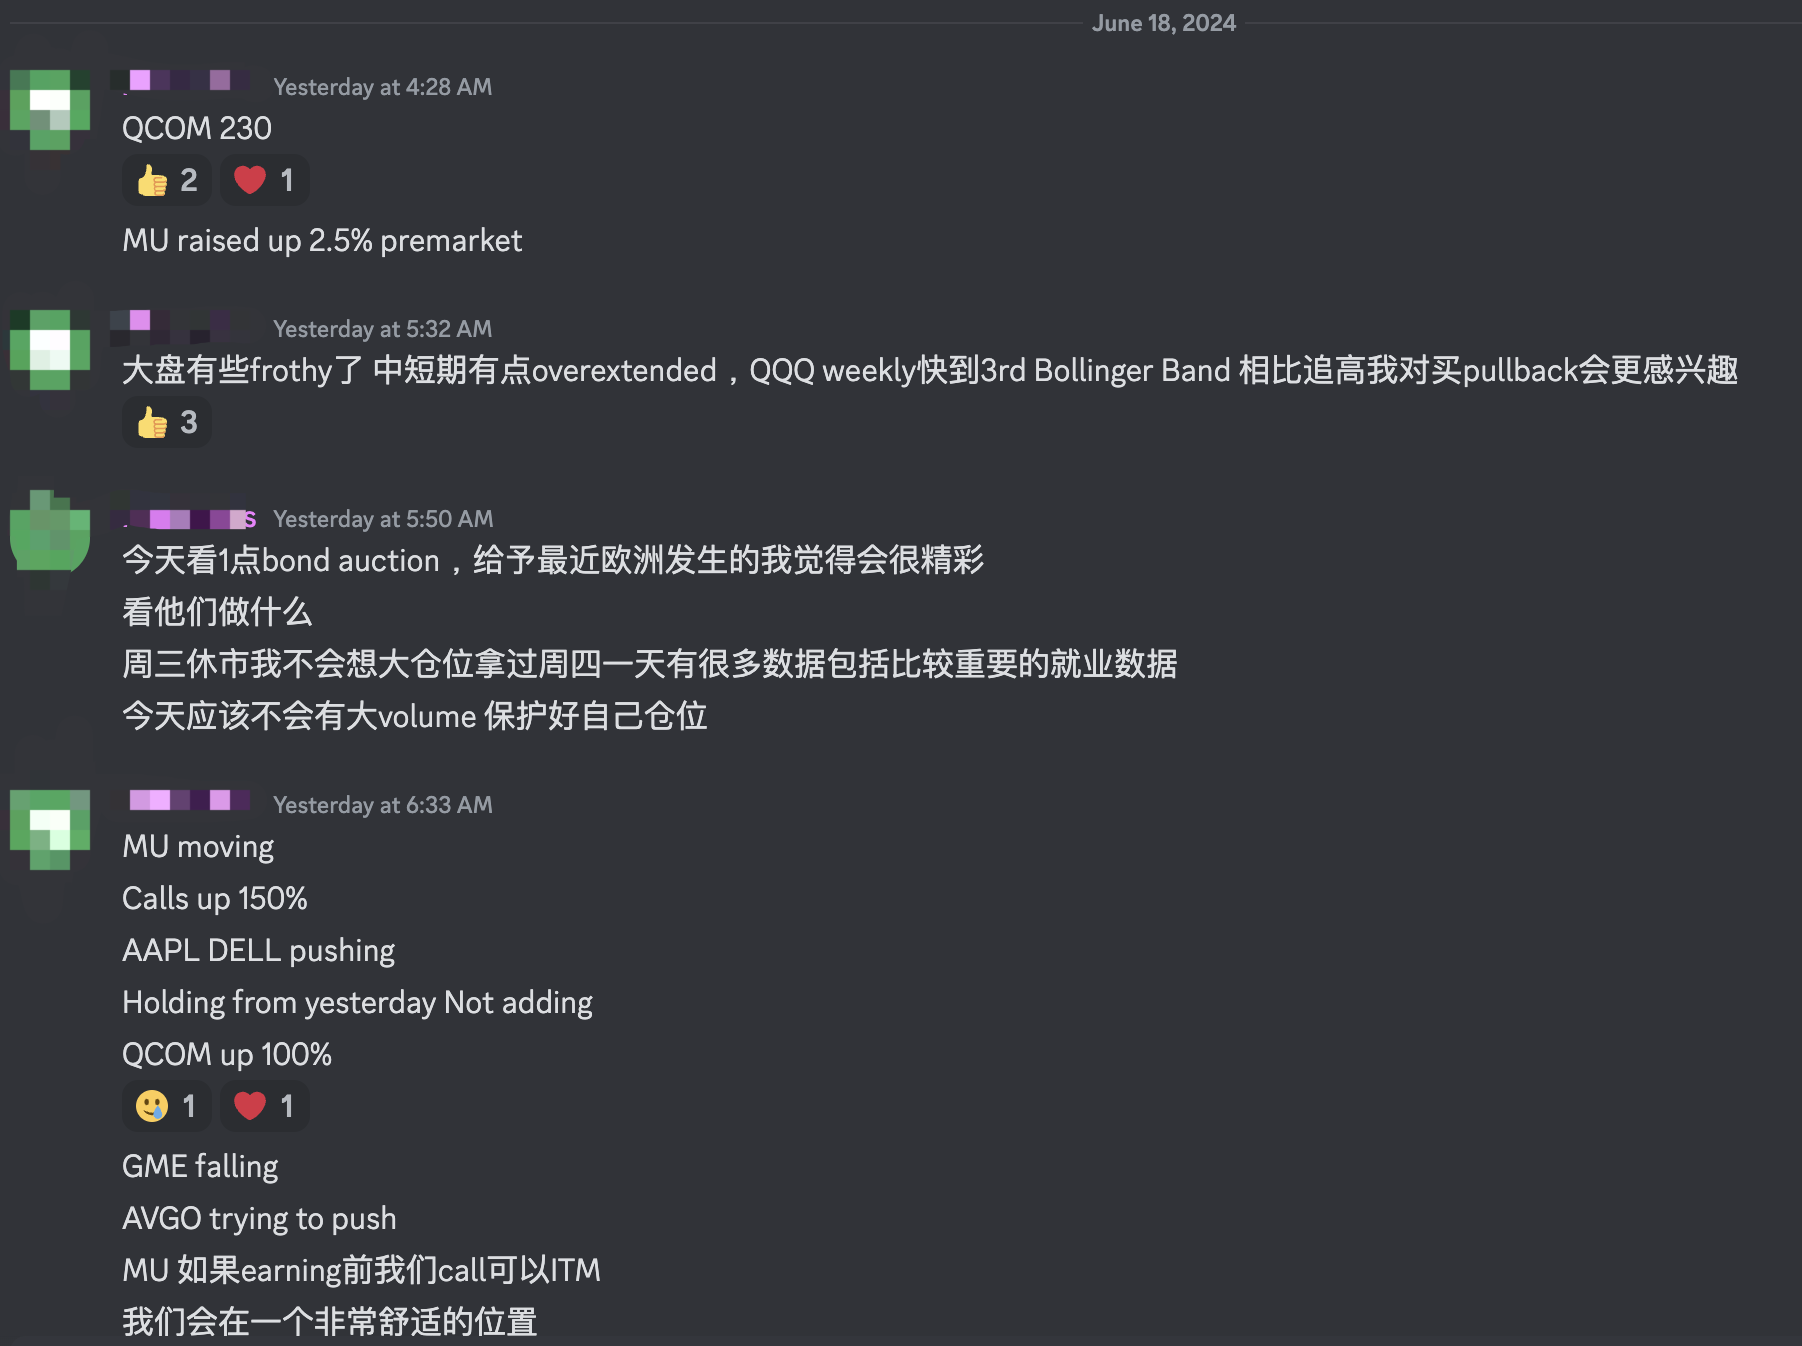 June 18, 2024
Yesterday at 4:28 AM
QCOM 230
👍 2 ❤️ 1
MU raised up 2.5% premarket
Yesterday at 5:32 AM
大盘有些frothy了 中短期有点overextended，QQQ weekly快到3rd Bollinger Band 相比追高我对买pullback会更感兴趣
👍 3
Yesterday at 5:50 AM
今天看1点bond auction，给予最近欧洲发生的我觉得会很精彩
看他们做什么
周三休市我不会想大仓位拿过周四一天有很多数据包括比较重要的就业数据
今天应该不会有大volume 保护好自己仓位
Yesterday at 6:33 AM
MU moving
Calls up 150%
AAPL DELL pushing
Holding from yesterday Not adding
QCOM up 100%
🥲 1 ❤️ 1
GME falling
AVGO trying to push
MU 如果earning前我们call可以ITM
我们会在一个非常舒适的位置